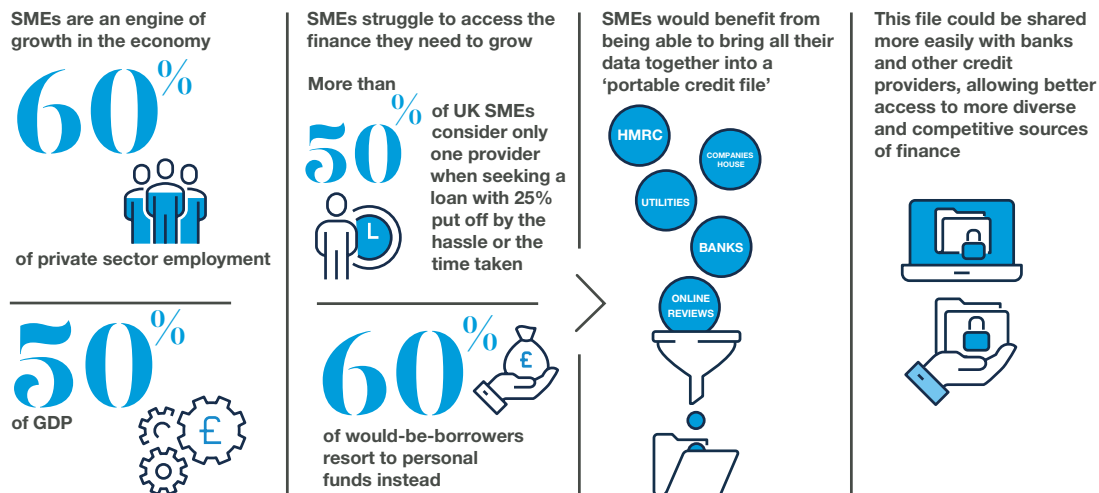 SMEs are an engine of
growth in the economy
60%
of private sector employment
50%
of GDP
£
SMEs struggle to access the
finance they need to grow
More than
50%
of UK SMEs
consider only
one provider
when seeking a
loan with 25%
put off by the
hassle or the
time taken
60%
£
of would-be-borrowers
resort to personal
funds instead
SMEs would benefit from
being able to bring all their
data together into a
‘portable credit file’
HMRC
COMPANIES
HOUSE
UTILITIES
BANKS
ONLINE
REVIEWS
This file could be shared
more easily with banks
and other credit
providers, allowing better
access to more diverse
and competitive sources
of finance